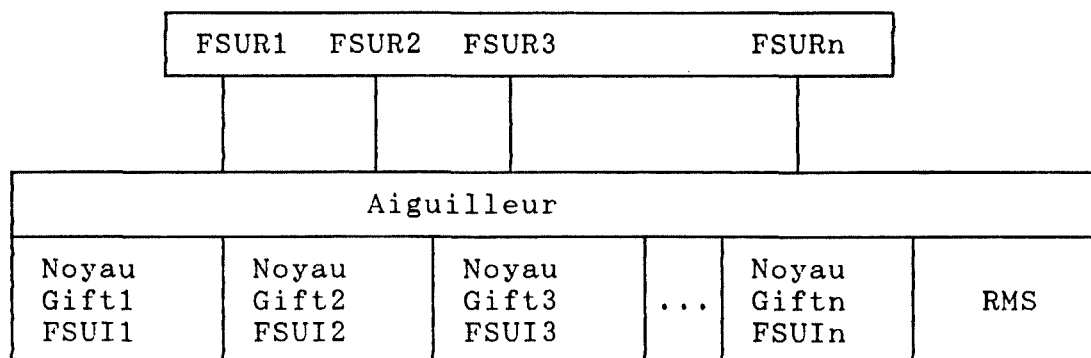 FSUR1 FSUR2 FSUR3 FSURn
Aiguilleur
Noyau Noyau Noyau Noyau
Gift1 Gift2 Gift3 ... Giftn RMS
FSUI1 FSUI2 FSUI3 FSUIn